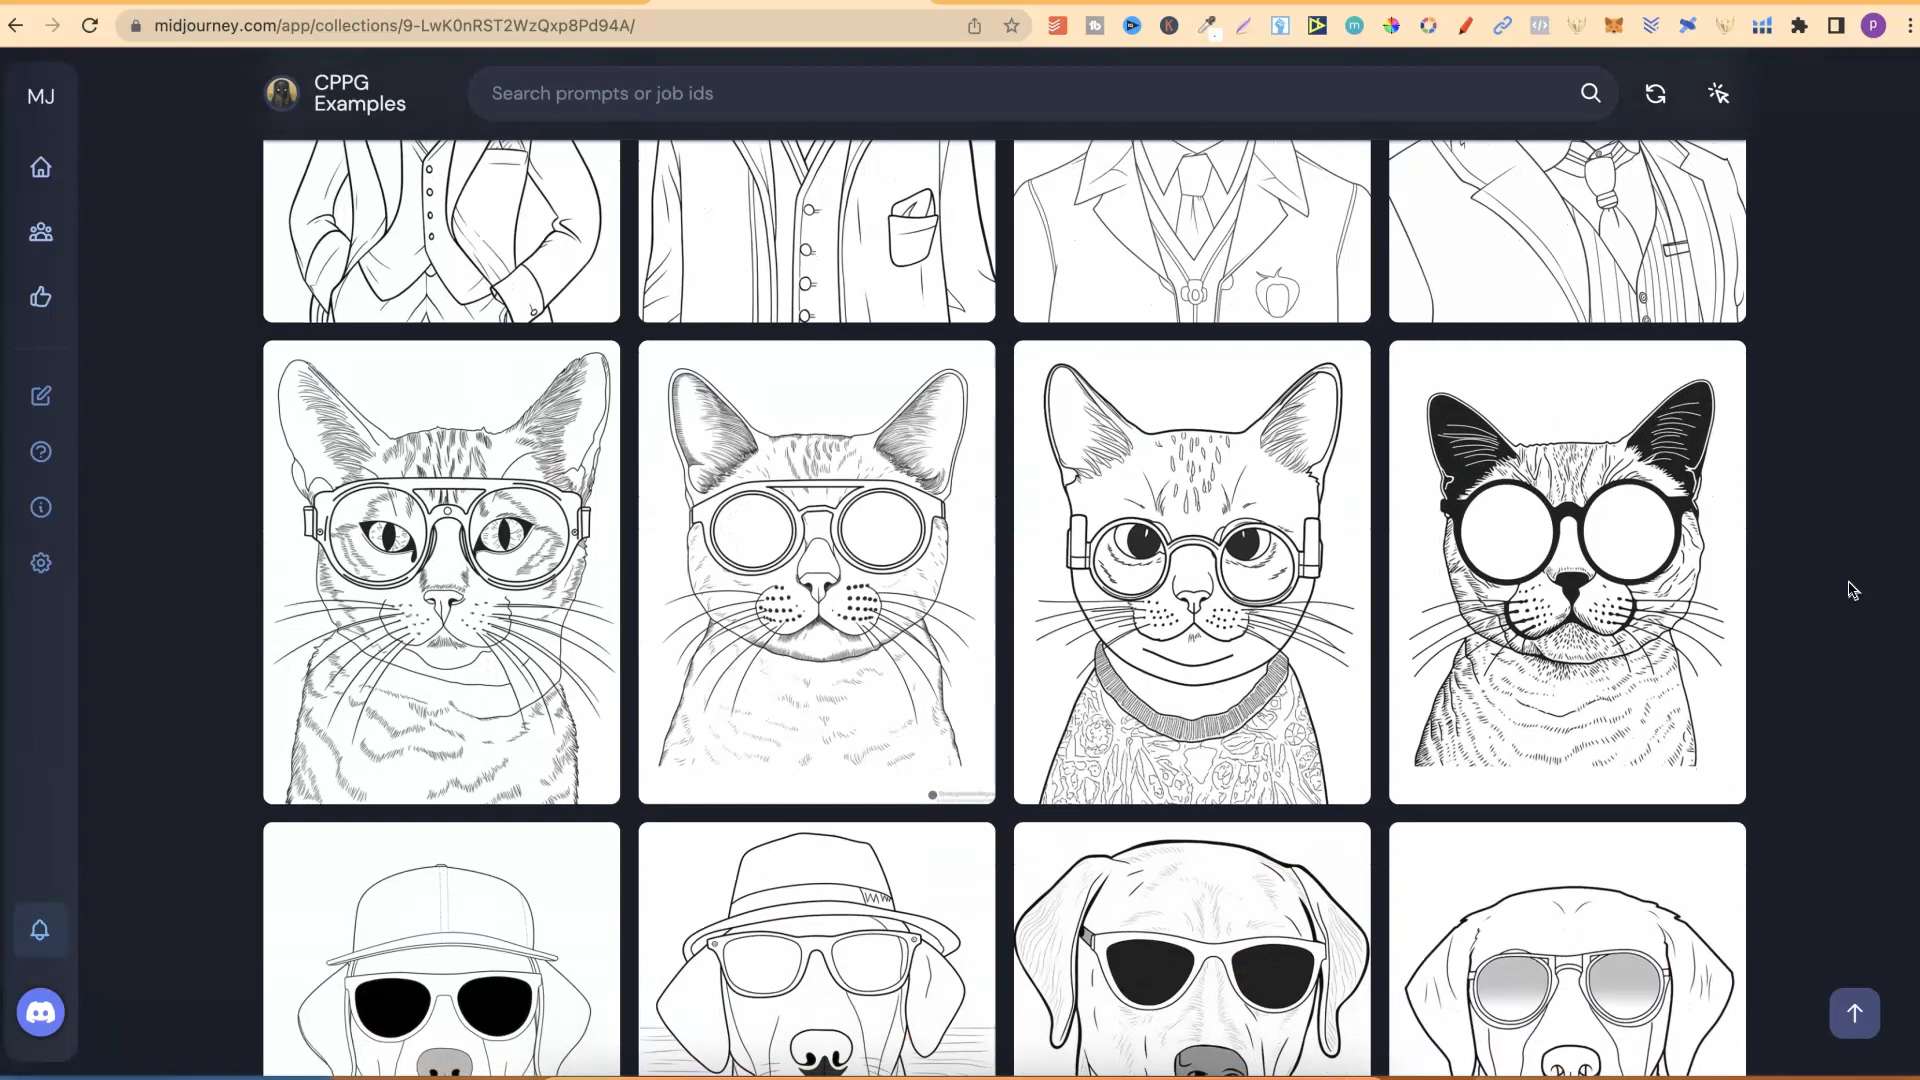 midjourney.com/app/collections/9-LwK0nRST2WzQxp8Pd94A/
MJ
CPPG
Examples
Search prompts or job ids